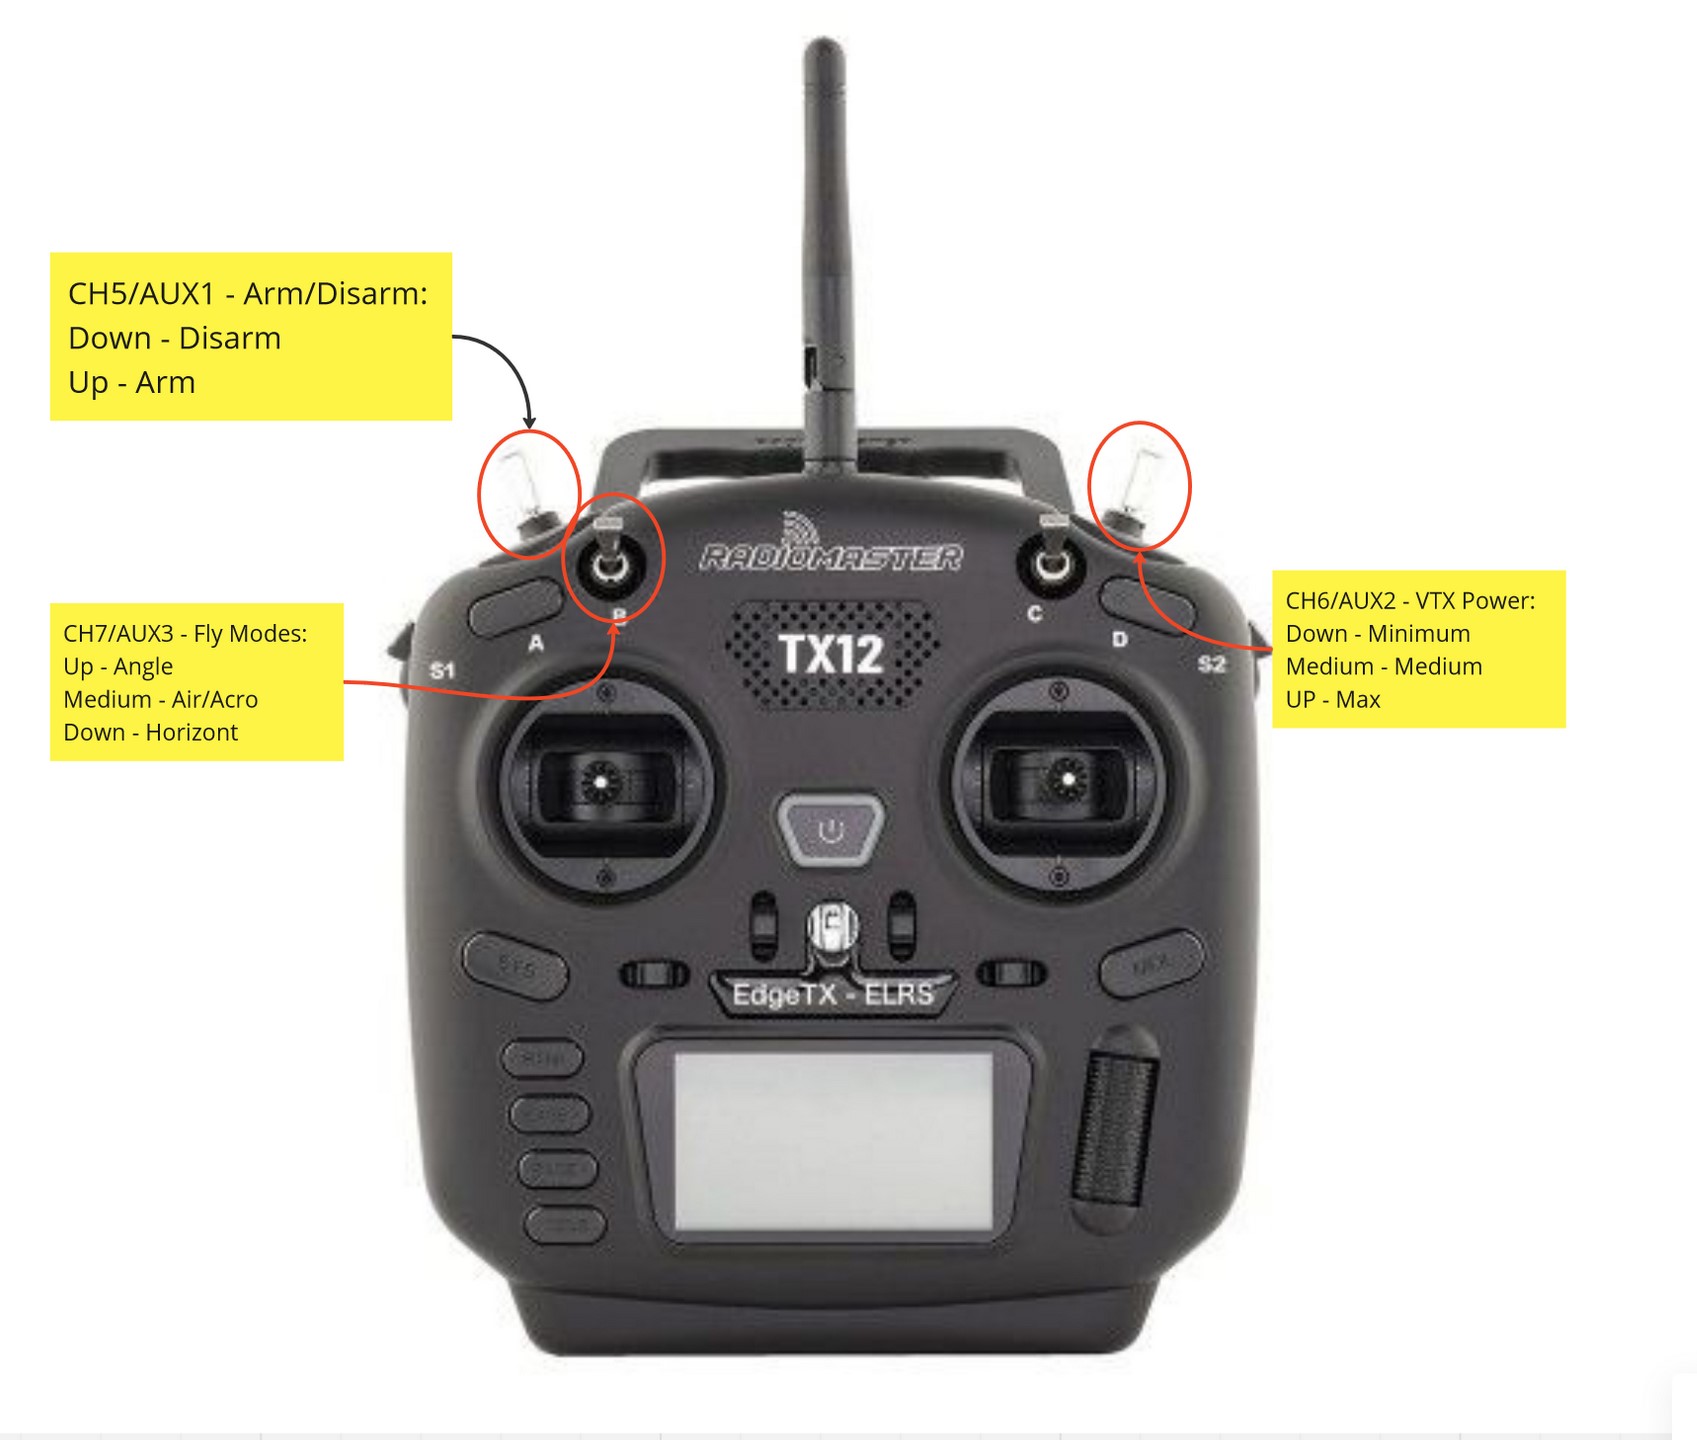 CH5/AUX1 - Arm/Disarm:
Down - Disarm
Up - Arm
RADIOMASTER
B
C
A
D
S1
S2
TX12
CH7/AUX3 - Fly Modes:
Up - Angle
Medium - Air/Acro
Down - Horizont
CH6/AUX2 - VTX Power:
Down - Minimum
Medium - Medium
UP - Max
EdgeTX - ELRS